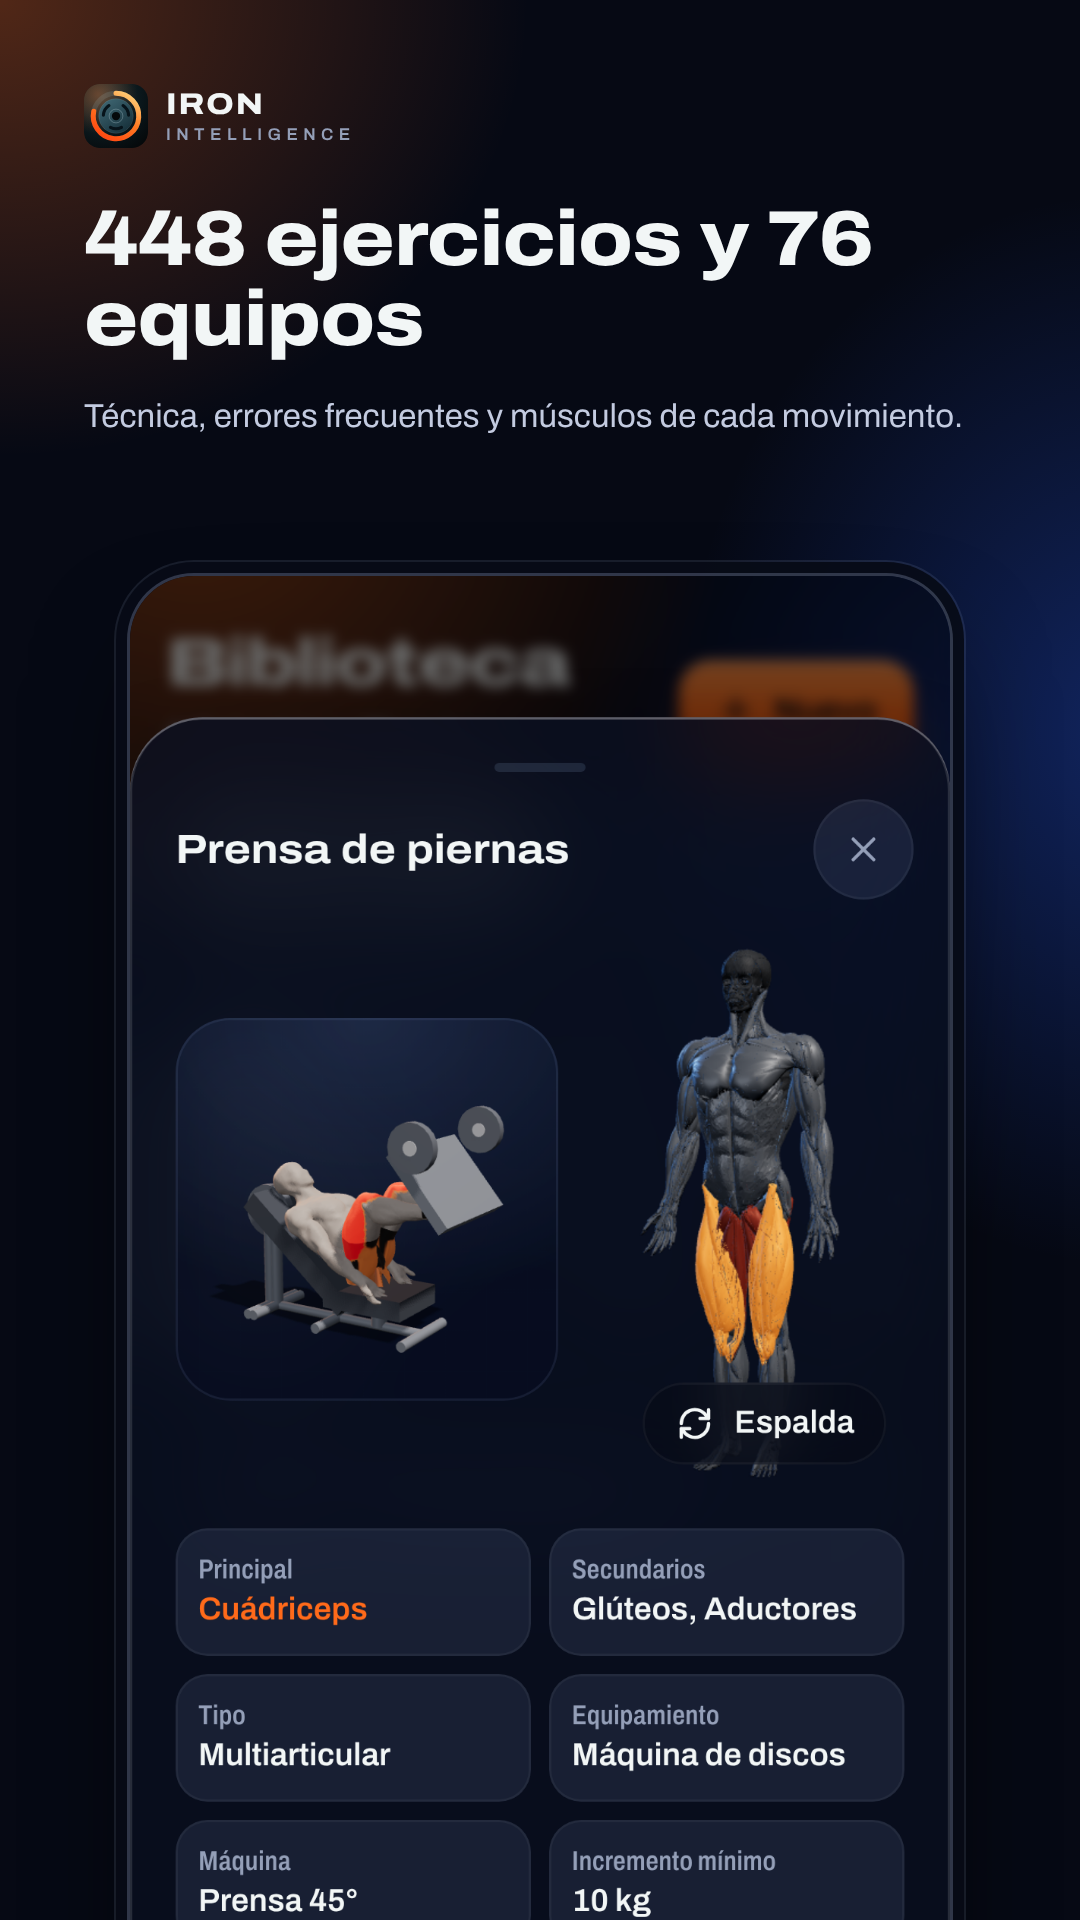 IRON
INTELLIGENCE
448 ejercicios y 76
equipos
Técnica, errores frecuentes y músculos de cada movimiento.
Biblioteca
Prensa de piernas
Espalda
Principal
Cuádriceps
Secundarios
Glúteos, Aductores
Tipo
Multiarticular
Equipamiento
Máquina de discos
Máquina
Prensa 45°
Incremento mínimo
10 kg